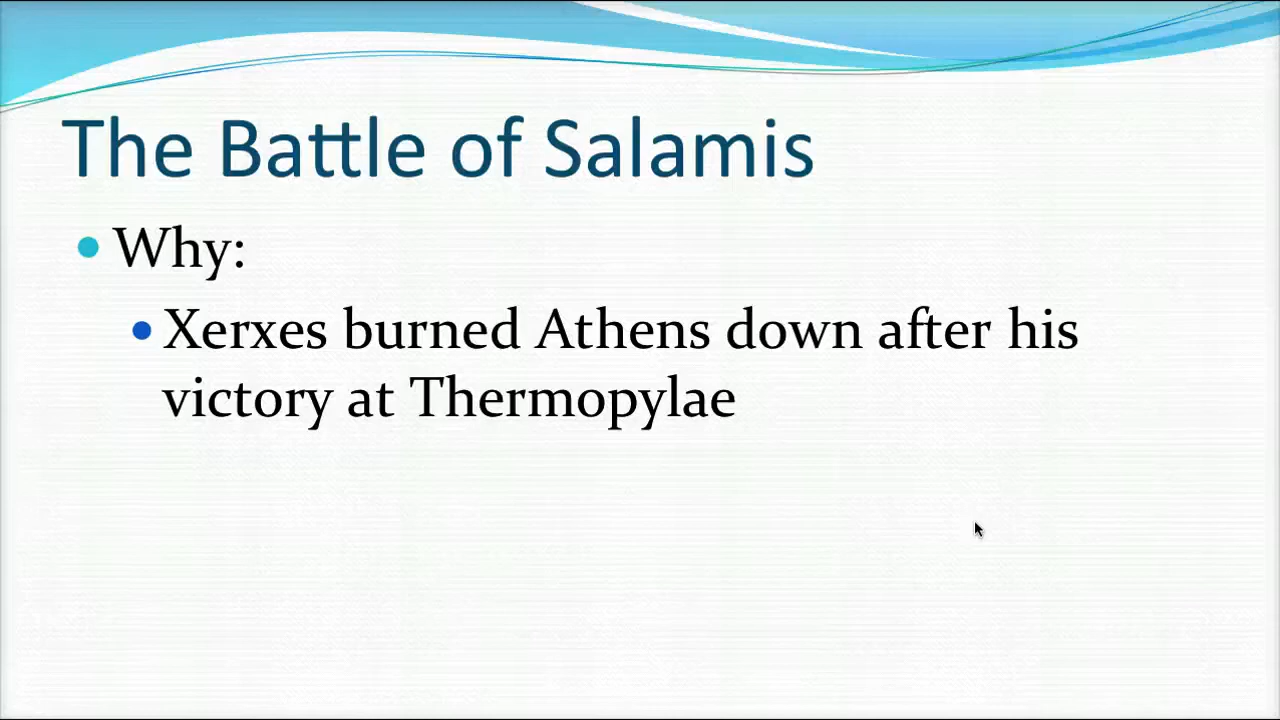 The Battle of Salamis
Why:
Xerxes burned Athens down after his
victory at Thermopylae